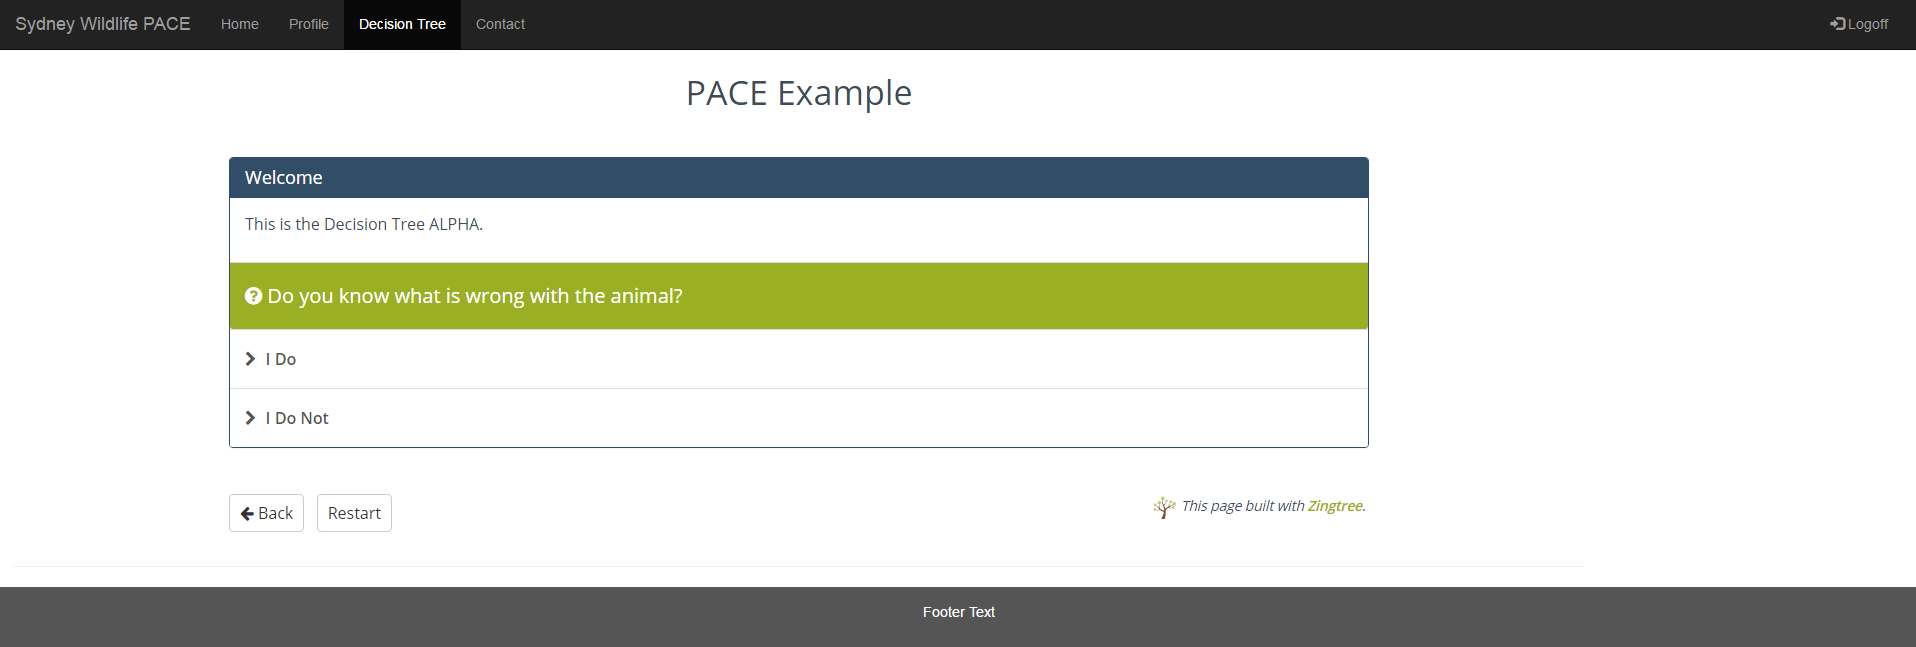 Sydney Wildlife PACE Home Profile Decision Tree Contact Logoff
PACE Example
Welcome
This is the Decision Tree ALPHA.
Do you know what is wrong with the animal?
I Do
I Do Not
Back Restart
This page built with Zingtree.
Footer Text